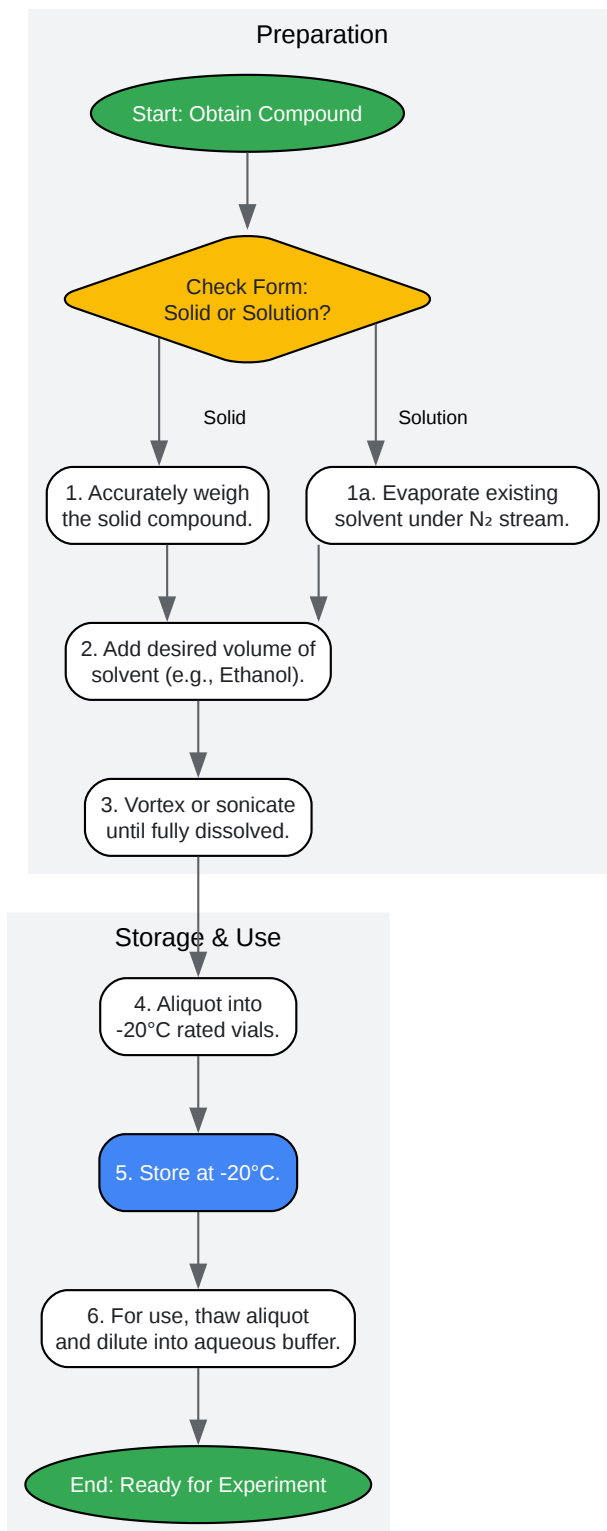 Preparation
Start: Obtain Compound
Check Form:
Solid or Solution?
Solid
Solution
1. Accurately weigh
the solid compound.
1a. Evaporate existing
solvent under N₂ stream.
2. Add desired volume of
solvent (e.g., Ethanol).
3. Vortex or sonicate
until fully dissolved.
Storage & Use
4. Aliquot into
-20°C rated vials.
5. Store at -20°C.
6. For use, thaw aliquot
and dilute into aqueous buffer.
End: Ready for Experiment